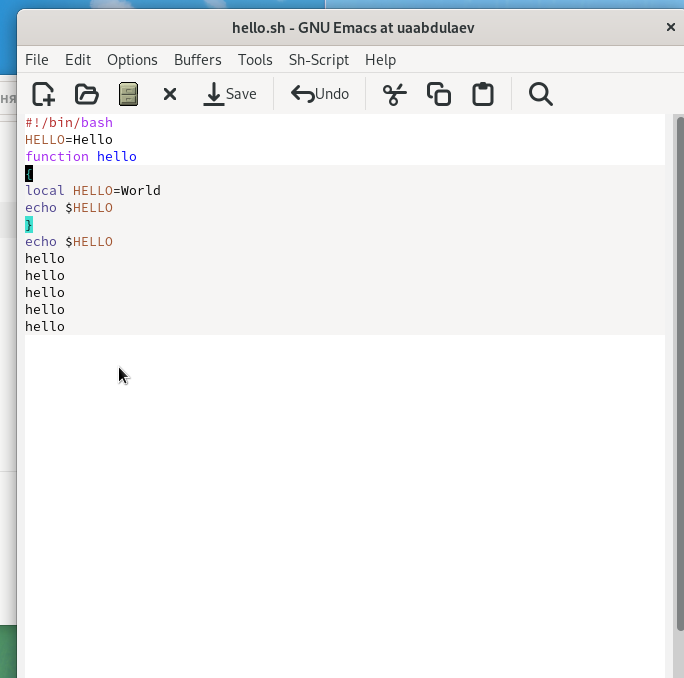 hello.sh - GNU Emacs at uaabdulaev
File Edit Options Buffers Tools Sh-Script Help
Save Undo
#!/bin/bash
HELLO=Hello
function hello
{
local HELLO=World
echo $HELLO
}
echo $HELLO
hello
hello
hello
hello
hello